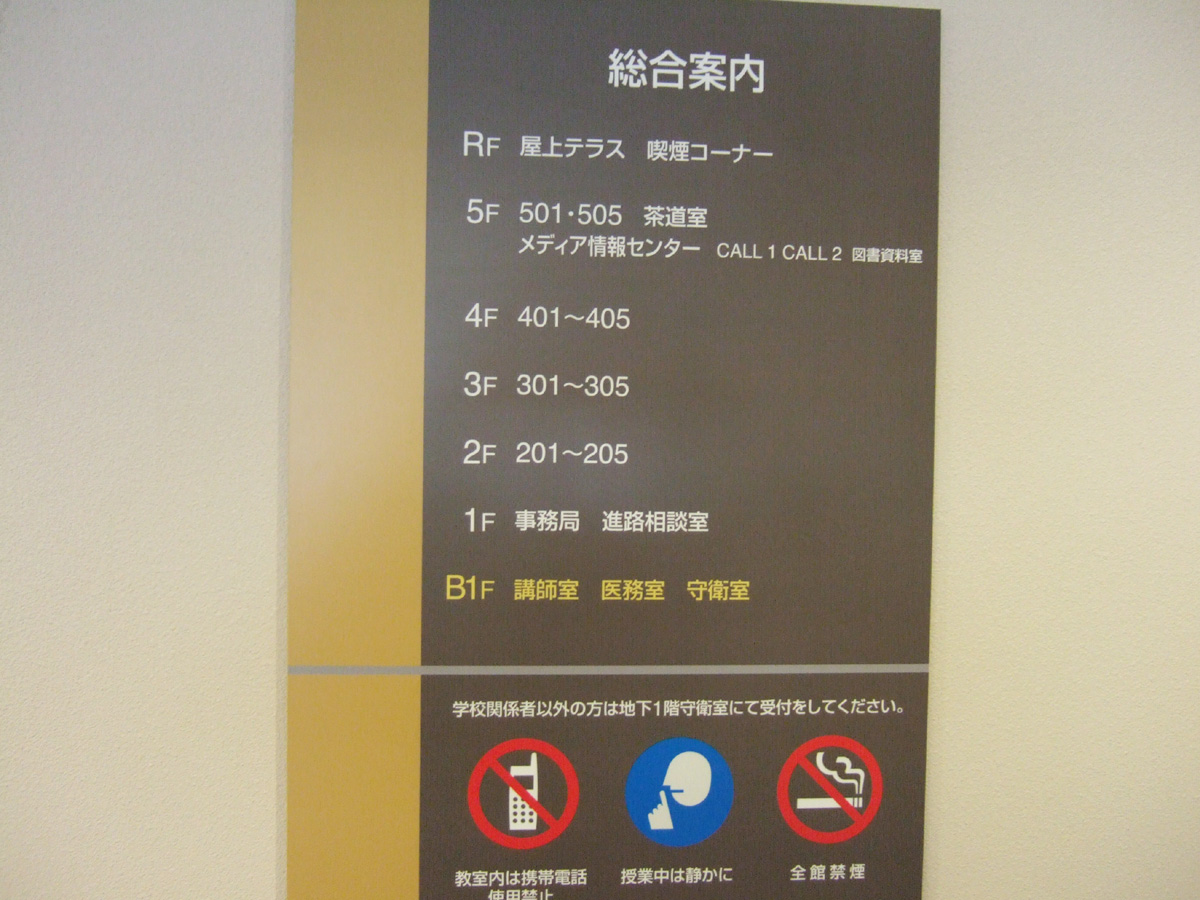 総合案内
RF 屋上テラス 喫煙コーナー
5F 501・505 茶道室
メディア情報センター CALL 1 CALL 2 図書資料室
4F 401〜405
3F 301〜305
2F 201〜205
1F 事務局 進路相談室
B1F 講師室 医務室 守衛室
学校関係者以外の方は地下1階守衛室にて受付をしてください。
教室内は携帯電話
使用禁止
授業中は静かに
全館禁煙